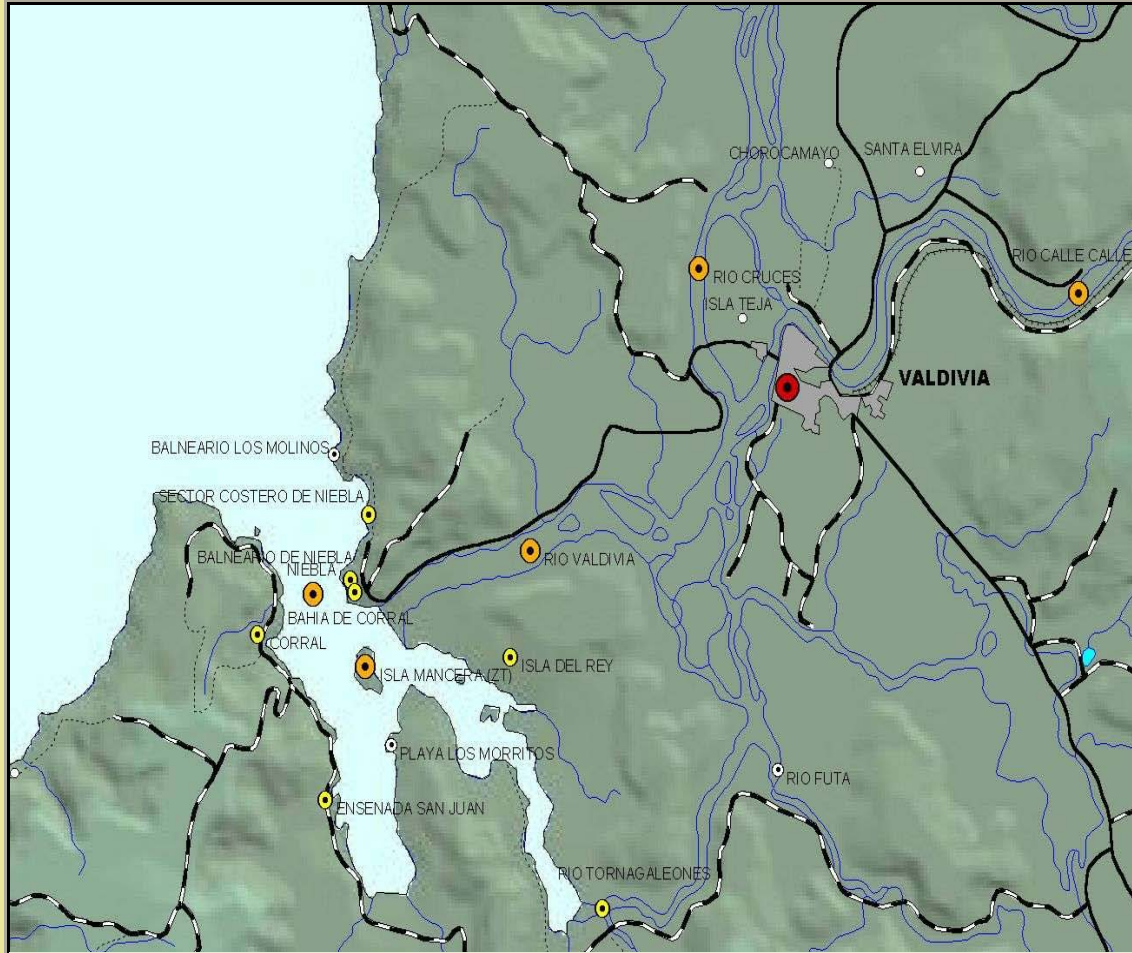 CHOROCAMAYO
SANTA ELVIRA
RIO CALLE CALLE
RIO CRUCES
ISLA TEJA
VALDIVIA
BALNEARIO LOS MOLINOS
SECTOR COSTERO DE NIEBLA
BALNEARIO DE NIEBLA
RIO VALDIVIA
NIEBLA
BAHIA DE CORRAL
CORRAL
ISLA DEL REY
ISLA MANCERA (ZT)
PLAYA LOS MORRITOS
RIO FUTA
ENSENADA SAN JUAN
RIO TORNAGALEONES